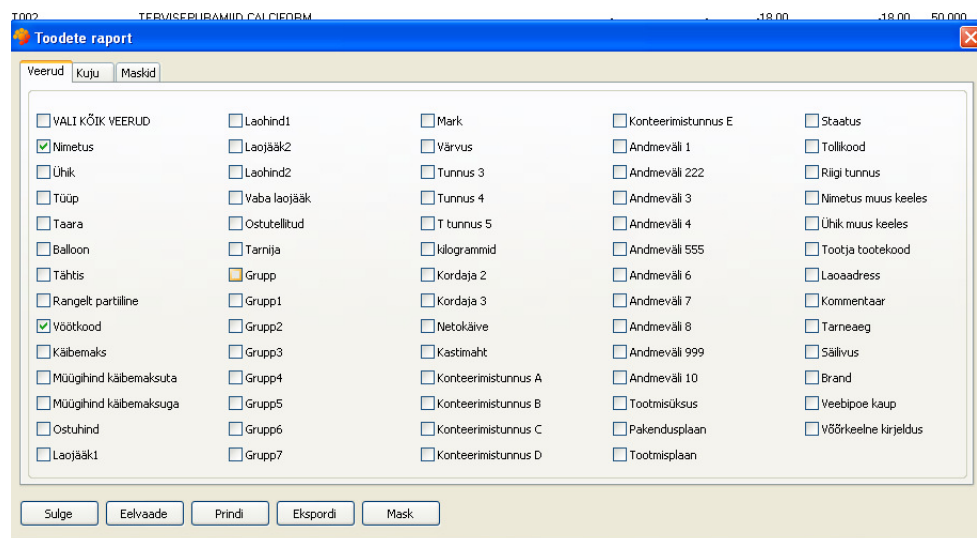 T002 TERVISEPURAMIID CALCIFORM . . -18.00 -18.00 50.000
Toodete raport
Veerud Kuju Maskid
VALI KÕIK VEERUD Laohind1 Mark Konteerimistunnus E Staatus
Nimetus Laojääk2 Värvus Andmeväli 1 Tollikood
Ühik Laohind2 Tunnus 3 Andmeväli 222 Riigi tunnus
Tüüp Vaba laojääk Tunnus 4 Andmeväli 3 Nimetus muus keeles
Taara Ostutellitud T tunnus 5 Andmeväli 4 Ühik muus keeles
Balloon Tarnija kilogrammid Andmeväli 555 Tootja tootekood
Tähtis Grupp Kordaja 2 Andmeväli 6 Laoaadress
Rangelt partiiline Grupp1 Kordaja 3 Andmeväli 7 Kommentaar
Vöötkood Grupp2 Netokäive Andmeväli 8 Tarneaeg
Käibemaks Grupp3 Kastimaht Andmeväli 999 Säilivus
Müügihind käibemaksuta Grupp4 Konteerimistunnus A Andmeväli 10 Brand
Müügihind käibemaksuga Grupp5 Konteerimistunnus B Tootmisüksus Veebipoe kaup
Ostuhind Grupp6 Konteerimistunnus C Pakendusplaan Võõrkeelne kirjeldus
Laojääk1 Grupp7 Konteerimistunnus D Tootmisplaan
Sulge Eelvaade Prindi Ekspordi Mask